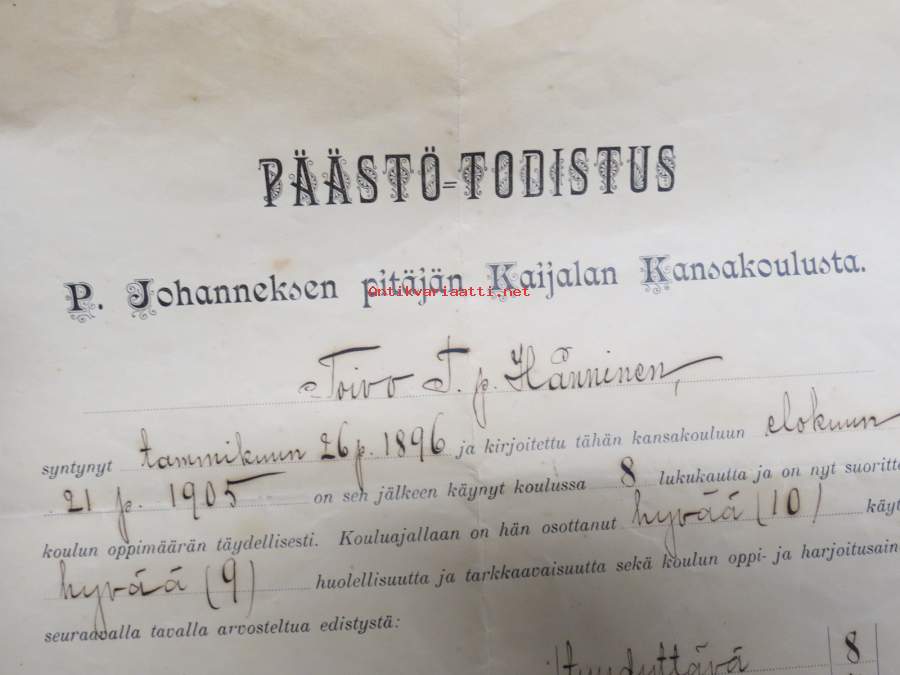 PÄÄSTÖ=TODISTUS
P. Johanneksen pitäjän Kaijalan Kansakoulusta.
Antikvariaatti.net
Toivo T. p. Hänninen,
syntynyt tammikuun 26 p. 1896 ja kirjoitettu tähän kansakouluun elokuun
21 p. 1905 on sen jälkeen käynyt koulussa 8 lukukautta ja on nyt suoritt
koulun oppimäärän täydellisesti. Kouluajallaan on hän osottanut hyvää (10) käyt
hyvää (9) huolellisuutta ja tarkkaavaisuutta sekä koulun oppi- ja harjoitusain
seuraavalla tavalla arvosteltua edistystä:
tyydyttävä 8